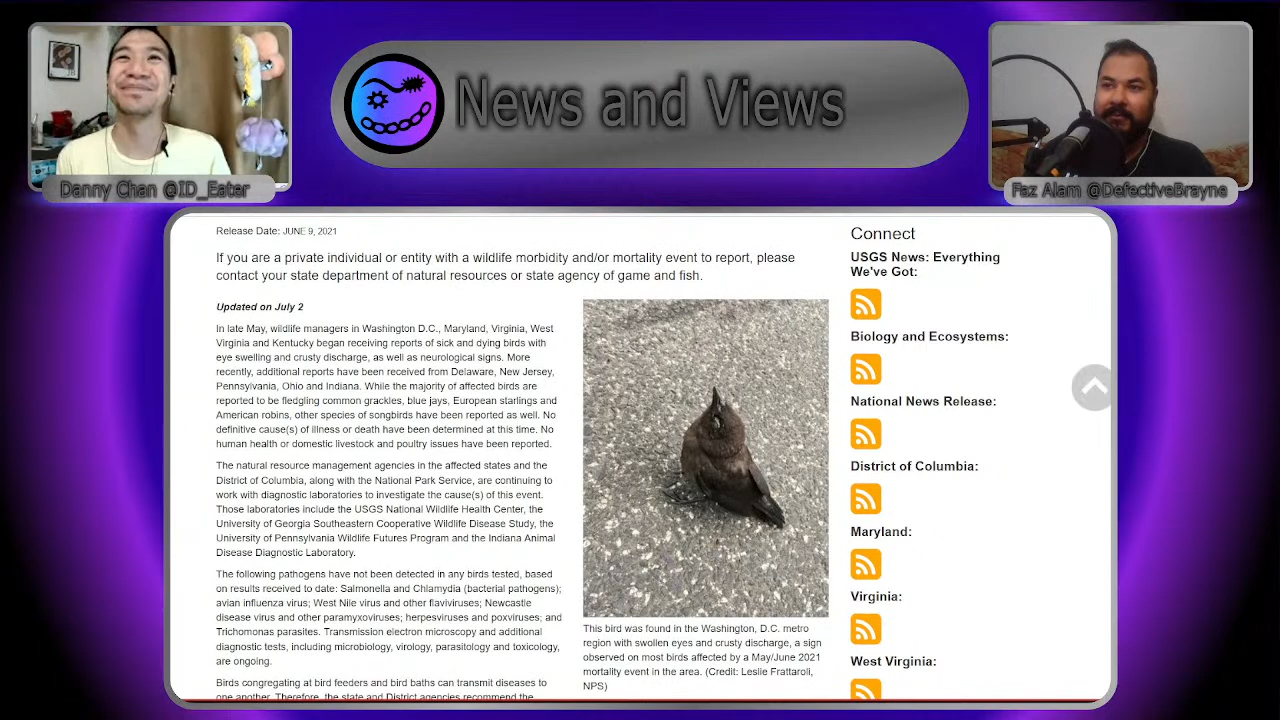 News and Views
Danny Chan @ID_Eater
Faz Alam @DefectiveBrayne
Release Date: JUNE 9, 2021
If you are a private individual or entity with a wildlife morbidity and/or mortality event to report, please
contact your state department of natural resources or state agency of game and fish.
Updated on July 2
In late May, wildlife managers in Washington D.C., Maryland, Virginia, West
Virginia and Kentucky began receiving reports of sick and dying birds with
eye swelling and crusty discharge, as well as neurological signs. More
recently, additional reports have been received from Delaware, New Jersey,
Pennsylvania, Ohio and Indiana. While the majority of affected birds are
reported to be fledgling common grackles, blue jays, European starlings and
American robins, other species of songbirds have been reported as well. No
definitive cause(s) of illness or death have been determined at this time. No
human health or domestic livestock and poultry issues have been reported.
The natural resource management agencies in the affected states and the
District of Columbia, along with the National Park Service, are continuing to
work with diagnostic laboratories to investigate the cause(s) of this event.
Those laboratories include the USGS National Wildlife Health Center, the
University of Georgia Southeastern Cooperative Wildlife Disease Study, the
University of Pennsylvania Wildlife Futures Program and the Indiana Animal
Disease Diagnostic Laboratory.
The following pathogens have not been detected in any birds tested, based
on results received to date: Salmonella and Chlamydia (bacterial pathogens);
avian influenza virus; West Nile virus and other flaviviruses; Newcastle
disease virus and other paramyxoviruses; herpesviruses and poxviruses; and
Trichomonas parasites. Transmission electron microscopy and additional
diagnostic tests, including microbiology, virology, parasitology and toxicology,
are ongoing.
Birds congregating at bird feeders and bird baths can transmit diseases to
one another. Therefore, the state and District agencies recommend the
This bird was found in the Washington, D.C. metro
region with swollen eyes and crusty discharge, a sign
observed on most birds affected by a May/June 2021
mortality event in the area. (Credit: Leslie Frattaroli,
NPS)
Connect
USGS News: Everything
We've Got:
Biology and Ecosystems:
National News Release:
District of Columbia:
Maryland:
Virginia:
West Virginia: